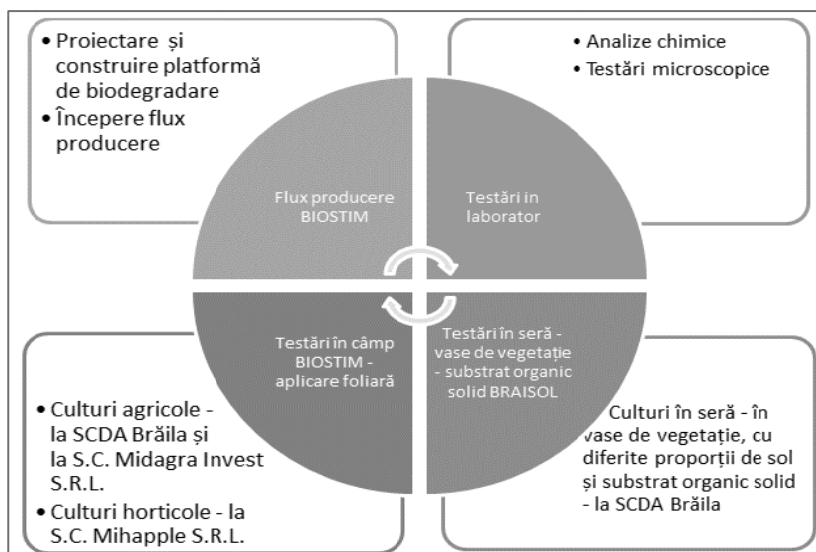 • Proiectare și
construire platformă
de biodegradare
• Începere flux
producere
• Analize chimice
• Testări microscopice
Flux producere
BIOSTIM
Testări in
laborator
Testări în câmp
BIOSTIM -
aplicare foliară
Testări în seră -
vase de vegetație
- substrat organic
solid BRAISOL
• Culturi agricole -
la SCDA Brăila și
la S.C. Midagra Invest
S.R.L.
• Culturi horticole - la
S.C. Mihapple S.R.L.
Culturi în seră - în
vase de vegetație, cu
diferite proporții de sol
și substrat organic solid
- la SCDA Brăila